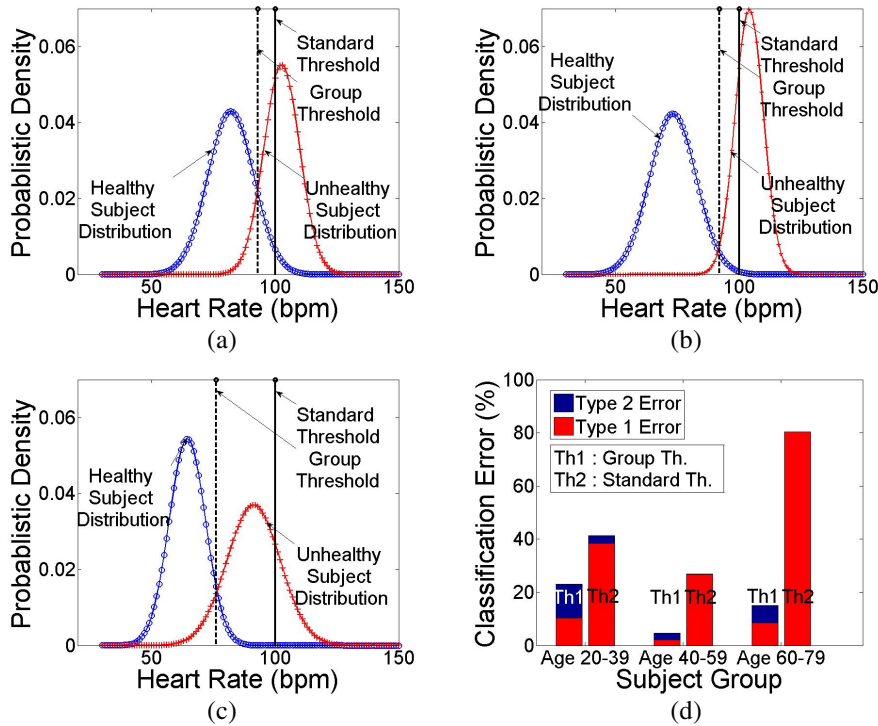 0.06
0.04
0.02
0
Probablistic Density
Standard
Threshold
Group
Threshold
Healthy
Subject
Distribution
Unhealthy
Subject
Distribution
50
100
150
Heart Rate (bpm)
(a)
0.06
0.04
0.02
0
Probablistic Density
Healthy
Subject
Distribution
Standard
Threshold
Group
Threshold
Unhealthy
Subject
Distribution
50
100
150
Heart Rate (bpm)
(b)
0.06
0.04
0.02
0
Probablistic Density
Healthy
Subject
Distribution
Standard
Threshold
Group
Threshold
Unhealthy
Subject
Distribution
50
100
150
Heart Rate (bpm)
(c)
100
80
60
40
20
0
Classification Error (%)
Type 2 Error
Type 1 Error
Th1 : Group Th.
Th2 : Standard Th.
Th1 Th2 Th1 Th2 Th1 Th2
Age 20-39 Age 40-59 Age 60-79
Subject Group
(d)